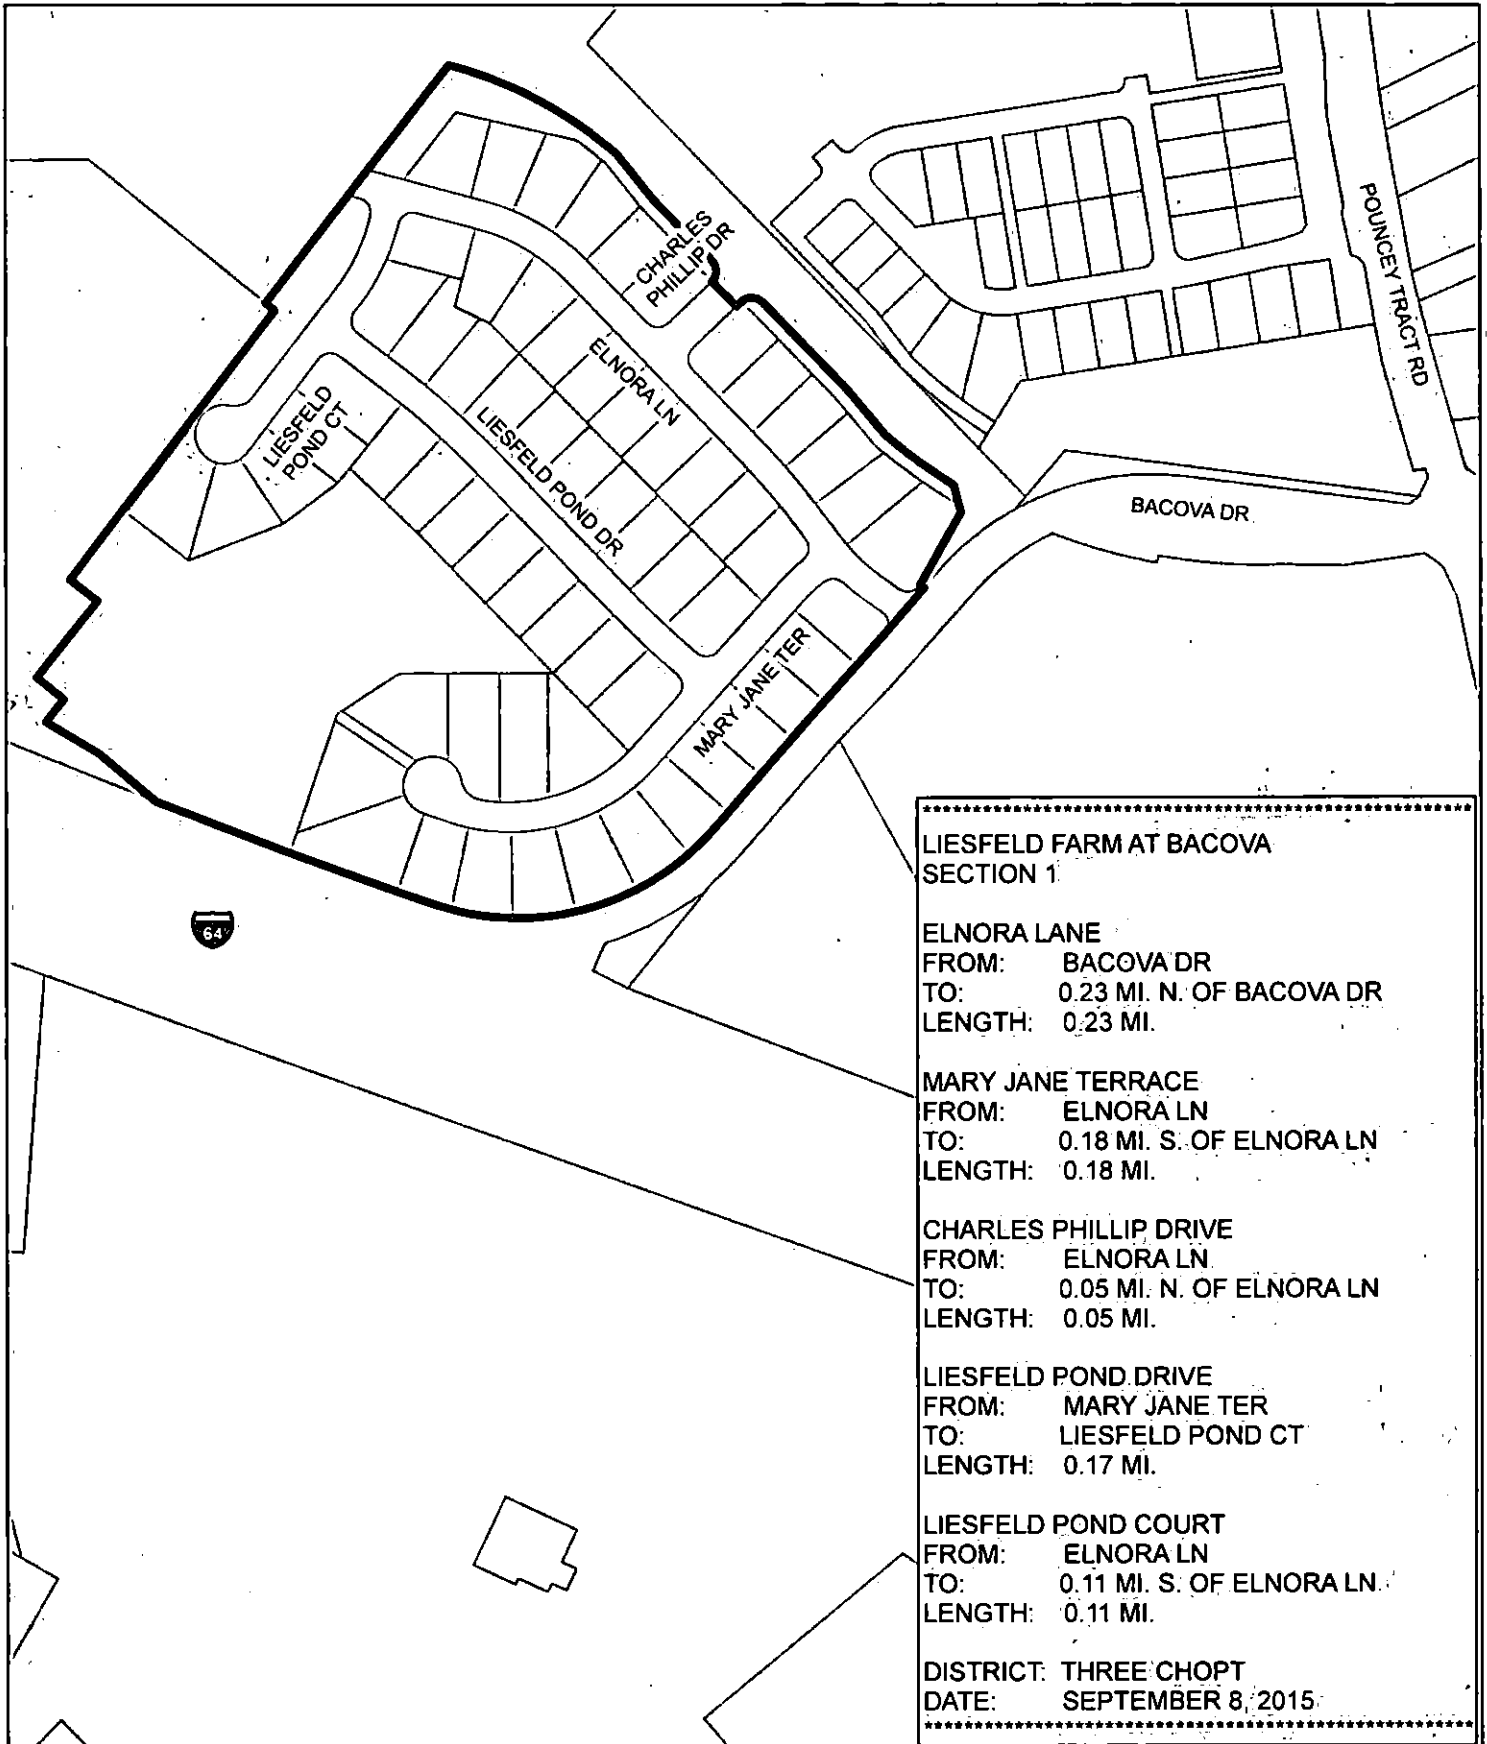 CHARLES
PHILLIP DR
POUNCEY TRACT RD
ELNORA LN
LIESFELD
POND CT
LIESFELD POND DR
BACOVA DR
MARY JANE TER
64
****************************************************************
LIESFELD FARM AT BACOVA
SECTION 1
ELNORA LANE
FROM: BACOVA DR
TO: 0.23 MI. N. OF BACOVA DR
LENGTH: 0.23 MI.
MARY JANE TERRACE
FROM: ELNORA LN
TO: 0.18 MI. S. OF ELNORA LN
LENGTH: 0.18 MI.
CHARLES PHILLIP DRIVE
FROM: ELNORA LN
TO: 0.05 MI. N. OF ELNORA LN
LENGTH: 0.05 MI.
LIESFELD POND DRIVE
FROM: MARY JANE TER
TO: LIESFELD POND CT
LENGTH: 0.17 MI.
LIESFELD POND COURT
FROM: ELNORA LN
TO: 0.11 MI. S. OF ELNORA LN
LENGTH: 0.11 MI.
DISTRICT: THREE CHOPT
DATE: SEPTEMBER 8, 2015
****************************************************************